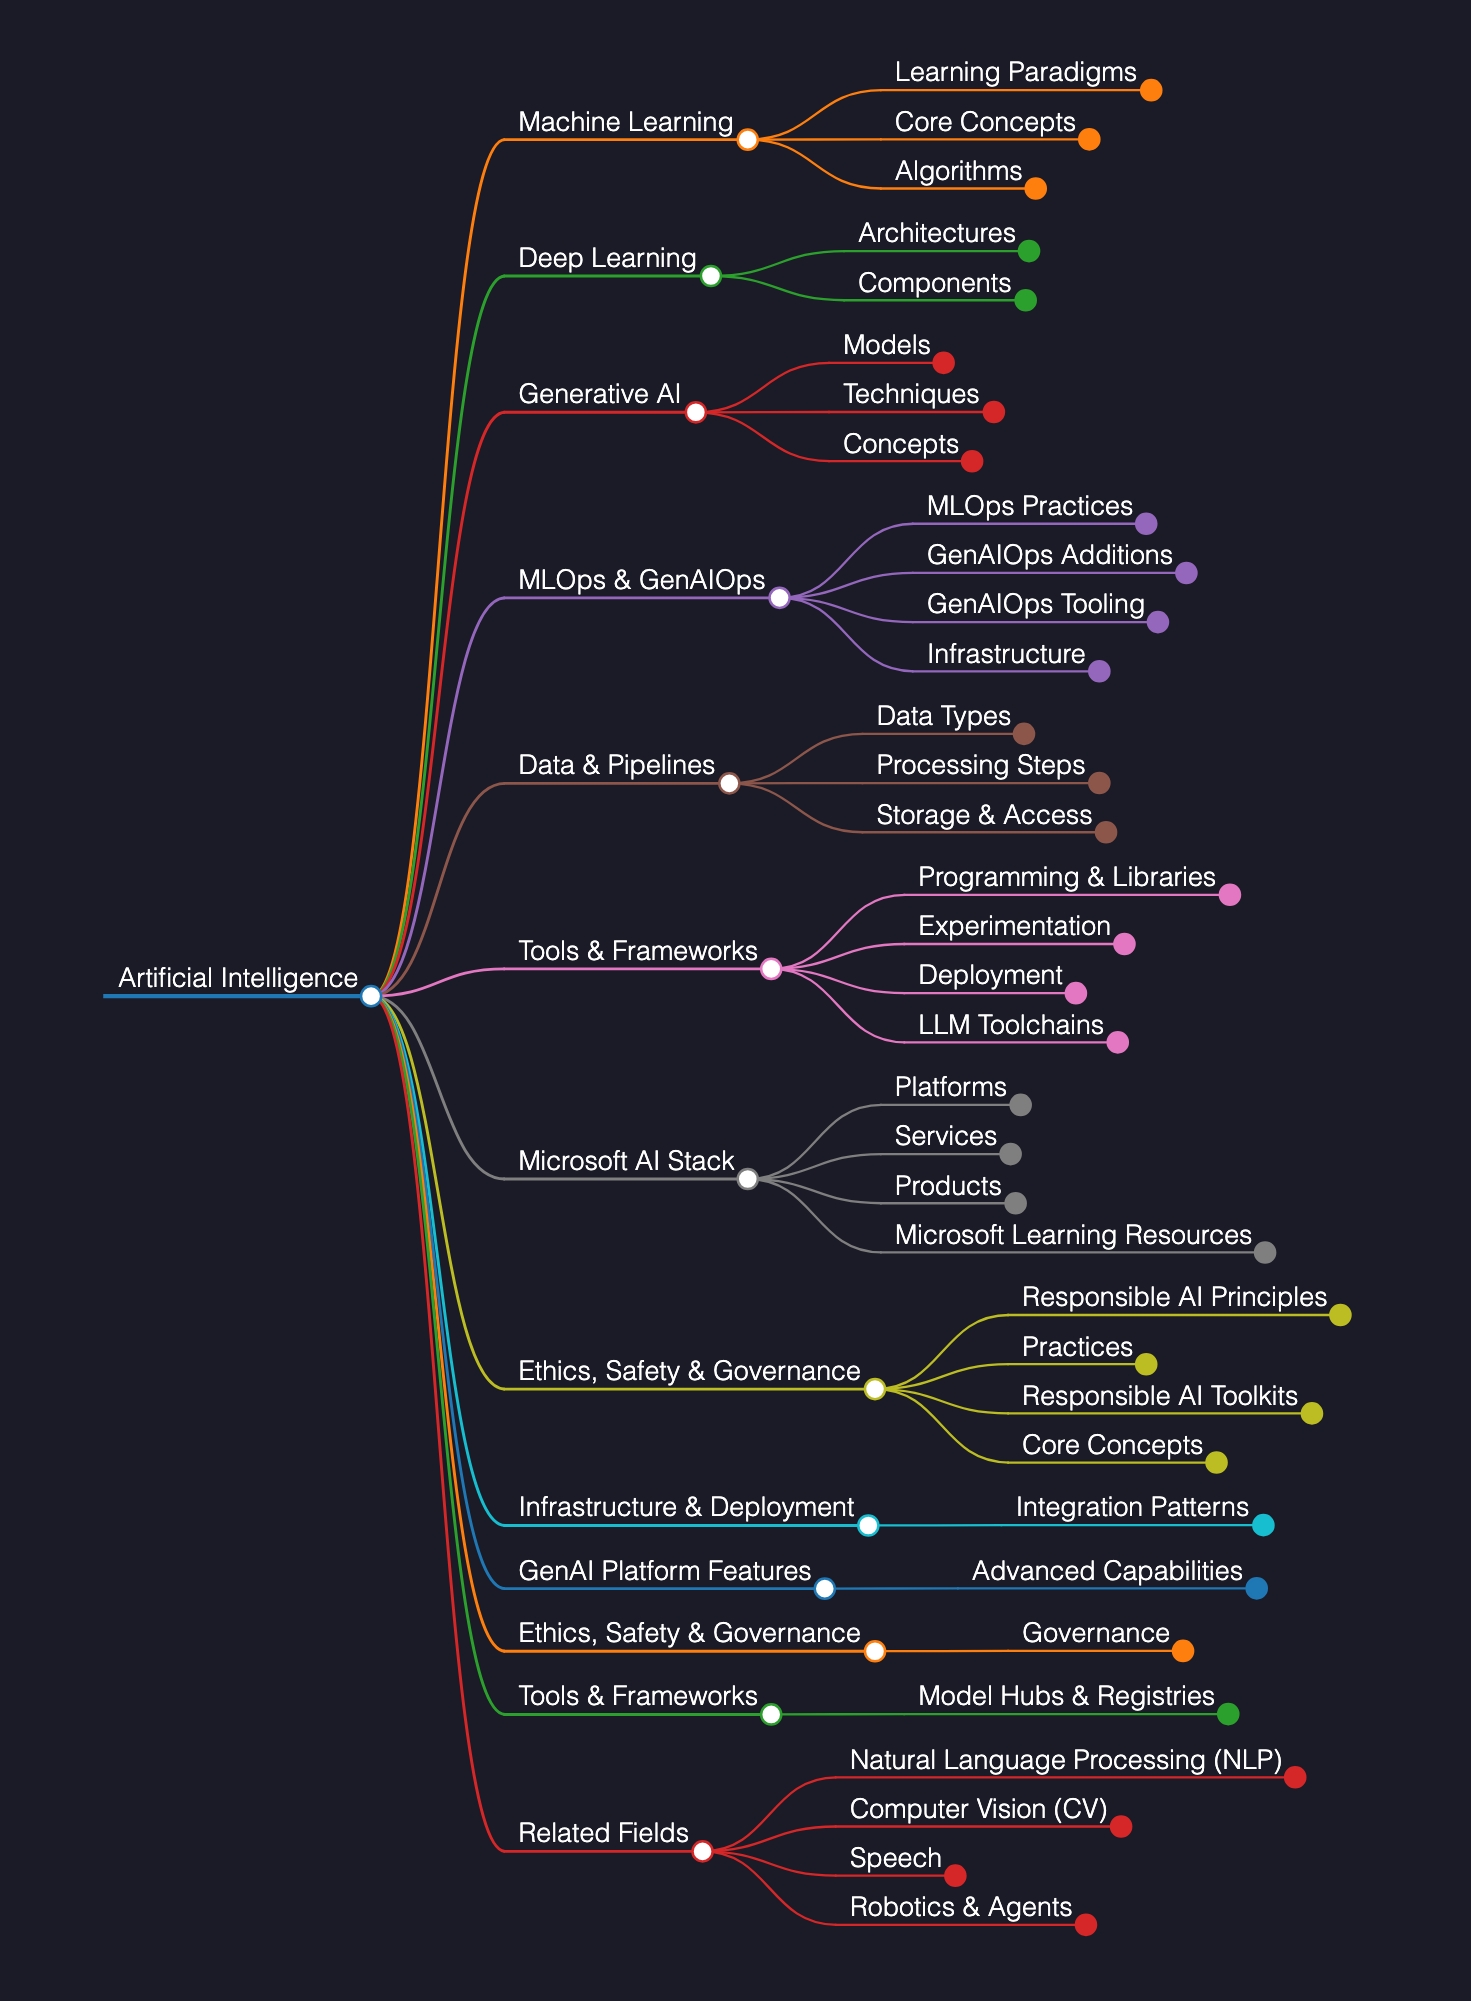 Artificial Intelligence
Machine Learning
Learning Paradigms
Core Concepts
Algorithms
Deep Learning
Architectures
Components
Generative AI
Models
Techniques
Concepts
MLOps & GenAIOps
MLOps Practices
GenAIOps Additions
GenAIOps Tooling
Infrastructure
Data & Pipelines
Data Types
Processing Steps
Storage & Access
Tools & Frameworks
Programming & Libraries
Experimentation
Deployment
LLM Toolchains
Microsoft AI Stack
Platforms
Services
Products
Microsoft Learning Resources
Ethics, Safety & Governance
Responsible AI Principles
Practices
Responsible AI Toolkits
Core Concepts
Infrastructure & Deployment
Integration Patterns
GenAI Platform Features
Advanced Capabilities
Ethics, Safety & Governance
Governance
Tools & Frameworks
Model Hubs & Registries
Related Fields
Natural Language Processing (NLP)
Computer Vision (CV)
Speech
Robotics & Agents